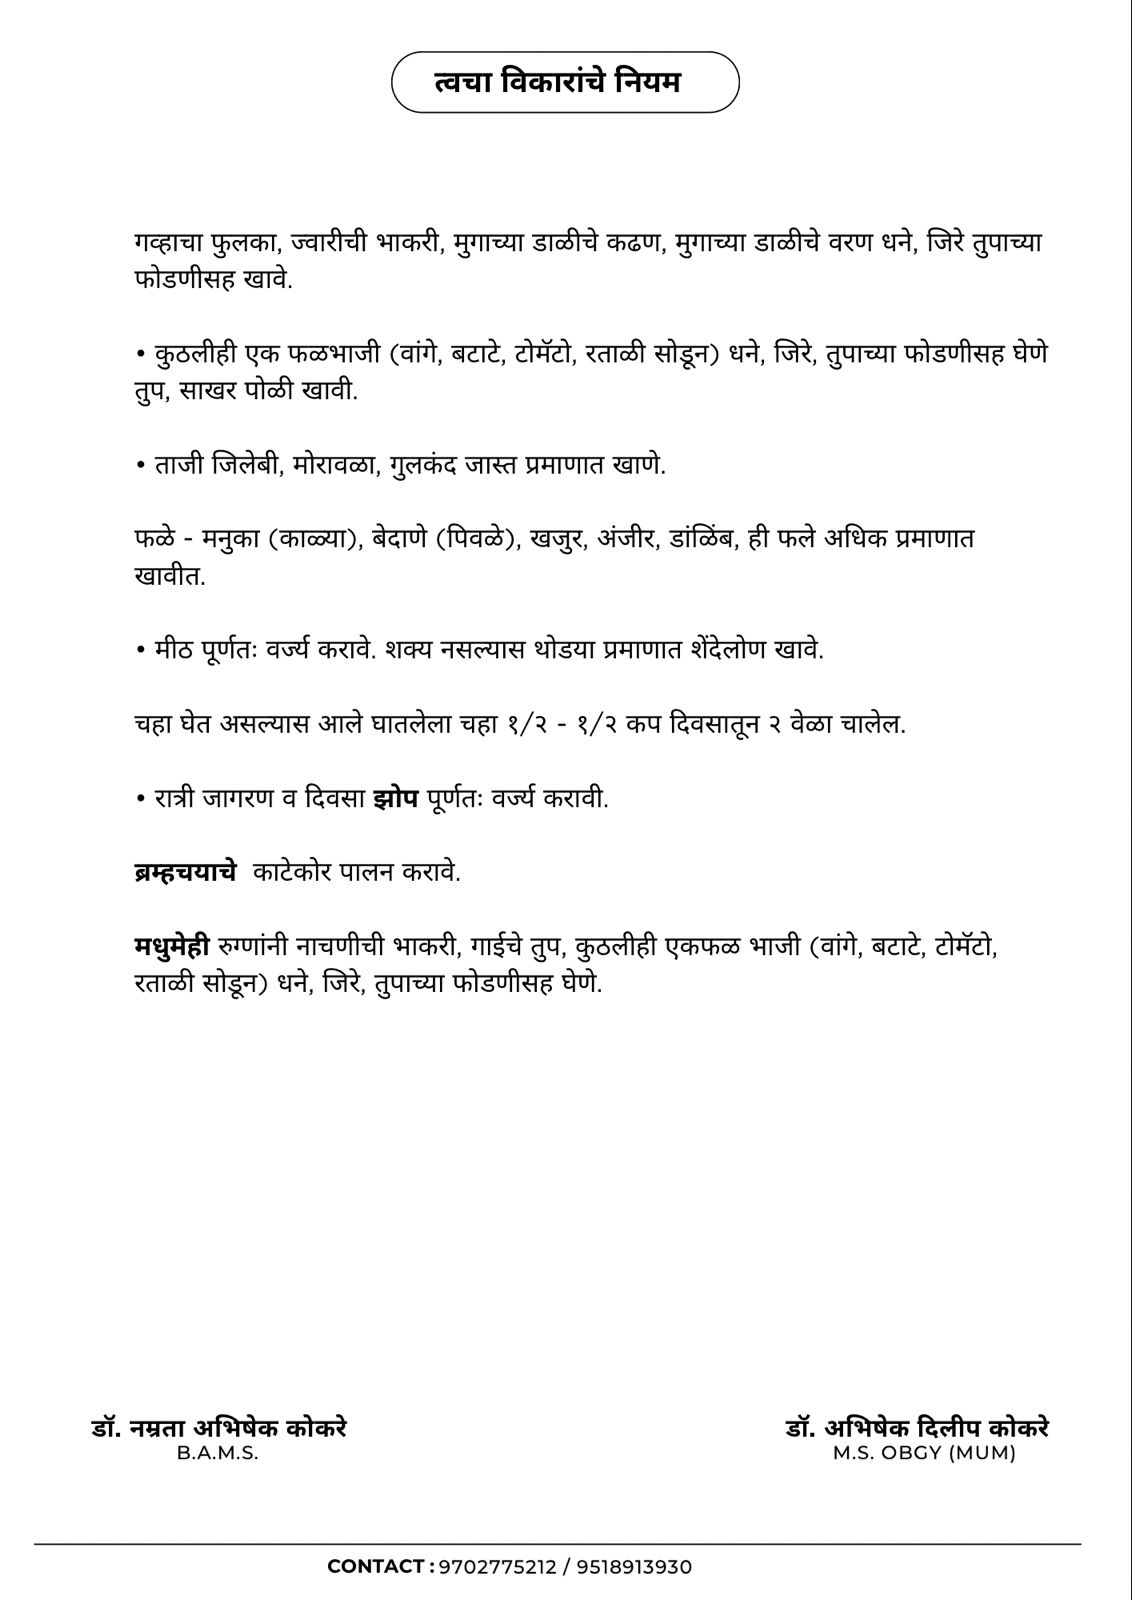 त्वचा विकारांचे नियम
गव्हाचा फुलका, ज्वारीची भाकरी, मुगाच्या डाळीचे कढण, मुगाच्या डाळीचे वरण धने, जिरे तुपाच्या
फोडणीसह खावे.
• कुठलीही एक फळभाजी (वांगे, बटाटे, टोमॅटो, रताळी सोडून) धने, जिरे, तुपाच्या फोडणीसह घेणे
तुप, साखर पोळी खावी.
• ताजी जिलेबी, मोरावळा, गुलकंद जास्त प्रमाणात खाणे.
फळे - मनुका (काळ्या), बेदाणे (पिवळे), खजुर, अंजीर, डांळिंब, ही फले अधिक प्रमाणात
खावीत.
• मीठ पूर्णतः वर्ज्य करावे. शक्य नसल्यास थोडया प्रमाणात शेंदेलोण खावे.
चहा घेत असल्यास आले घातलेला चहा १/२ - १/२ कप दिवसातून २ वेळा चालेल.
• रात्री जागरण व दिवसा झोप पूर्णतः वर्ज्य करावी.
ब्रम्हचयाचे काटेकोर पालन करावे.
मधुमेही रुग्णांनी नाचणीची भाकरी, गाईचे तुप, कुठलीही एकफळ भाजी (वांगे, बटाटे, टोमॅटो,
रताळी सोडून) धने, जिरे, तुपाच्या फोडणीसह घेणे.
डॉ. नम्रता अभिषेक कोकरे
B.A.M.S.
डॉ. अभिषेक दिलीप कोकरे
M.S. OBGY (MUM)
CONTACT : 9702775212 / 9518913930